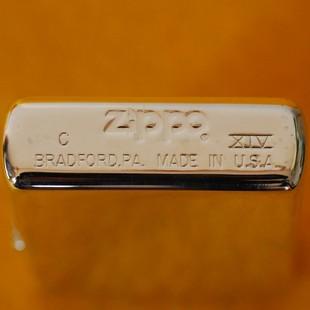 Zippo
C XIV
BRADFORD, PA. MADE IN U.S.A.